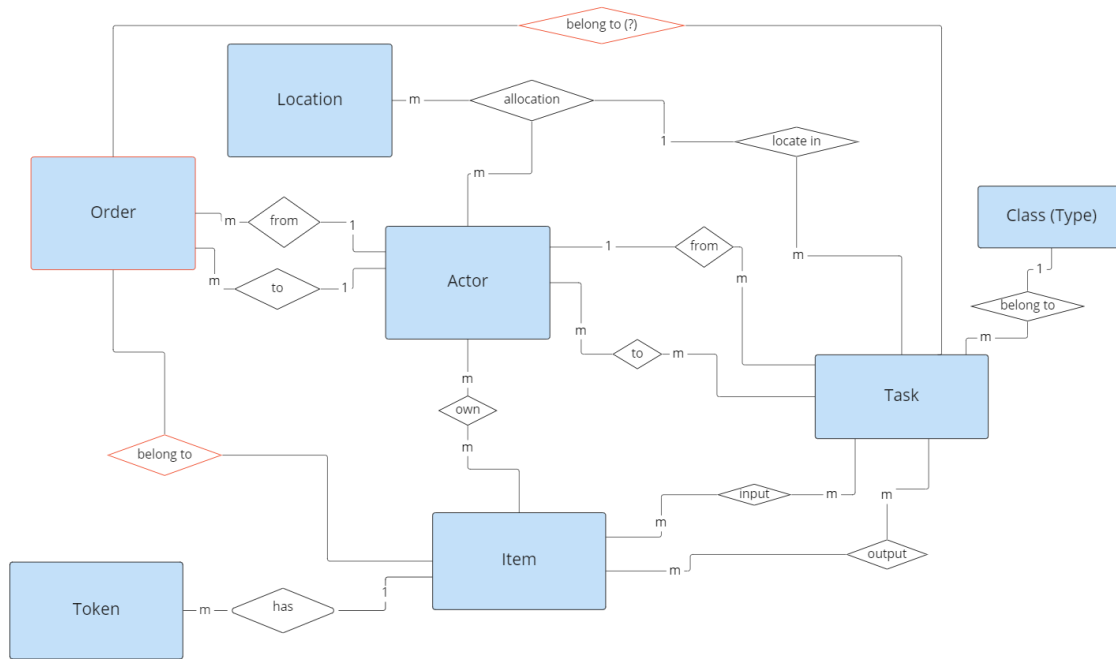 belong to (?)
Location
m
allocation
1
locate in
m
Order
m
from
1
m
to
1
Actor
1
from
m
m
to
m
m
Class (Type)
1
belong to
m
Task
m
own
m
belong to
input
m
m
m
output
m
Item
Token
m
has
1